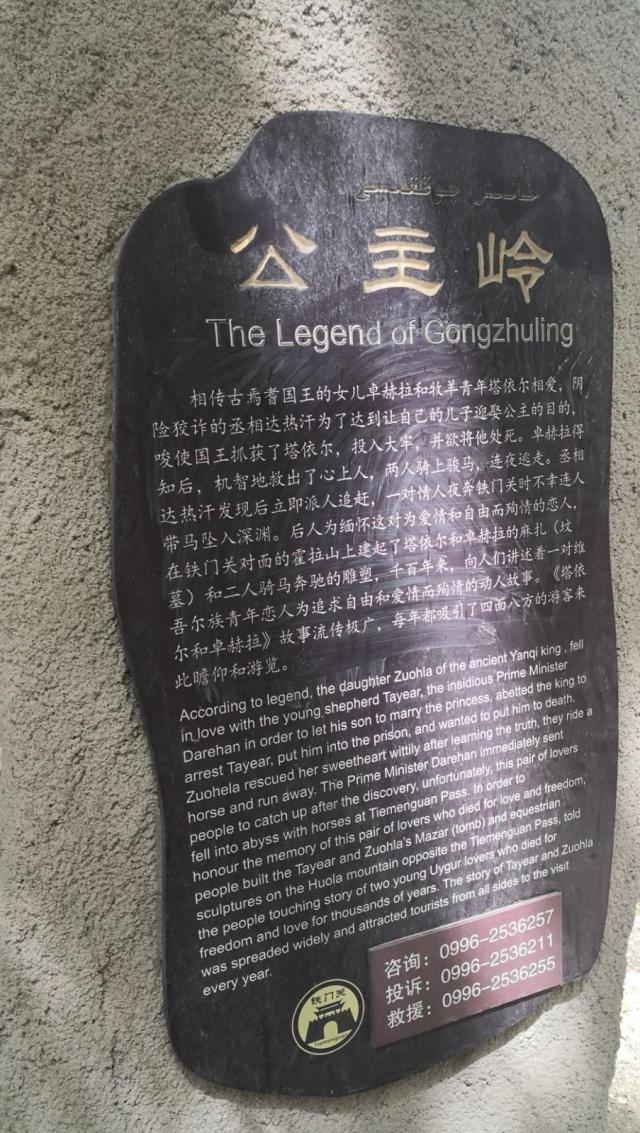 公主岭
The Legend of Gongzhuling
相传古焉耆国王的女儿卓赫拉和牧羊青年塔依尔相爱，阴
险狡诈的丞相达热汗为了达到让自己的儿子迎娶公主的目的，
唆使国王抓获了塔依尔，投入大牢，并欲将他处死。卓赫拉得
知后，机智地救出了心上人，两人骑上骏马，连夜逃走。丞相
达热汗发现后立即派人追赶，一对情人夜奔铁门关时不幸连人
带马坠入深渊。后人为缅怀这对为爱情和自由而殉情的恋人，
在铁门关对面的霍拉山上建起了塔依尔和卓赫拉的麻扎（坟
墓）和二人骑马奔驰的雕塑，千百年来，向人们讲述着一对维
吾尔族青年恋人为追求自由和爱情而殉情的动人故事。《塔依
尔和卓赫拉》故事流传极广，每年都吸引了四面八方的游客来
此瞻仰和游览。
According to legend, the daughter Zuohla of the ancient Yanqi king , fell
in love with the young shepherd Tayear, the insidious Prime Minister
Darehan in order to let his son to marry the princess, abetted the king to
arrest Tayear, put him into the prison, and wanted to put him to death.
Zuohela rescued her sweetheart wittily after learning the truth, they ride a
horse and run away. The Prime Minister Darehan immediately sent
people to catch up after the discovery, unfortunately, this pair of lovers
fell into abyss with horses at Tiemenguan Pass. In order to
honour the memory of this pair of lovers who died for love and freedom,
people built the Tayear and Zuohla's Mazar (tomb) and equestrian
sculptures on the Huola mountain opposite the Tiemenguan Pass, told
the people touching story of two young Uygur lovers who died for
freedom and love for thousands of years. The story of Tayear and Zuohla
was spreaded widely and attracted tourists from all sides to the visit
every year.
咨询：0996-2536257
投诉：0996-2536211
救援：0996-2536255
铁门关
Tiemenguan